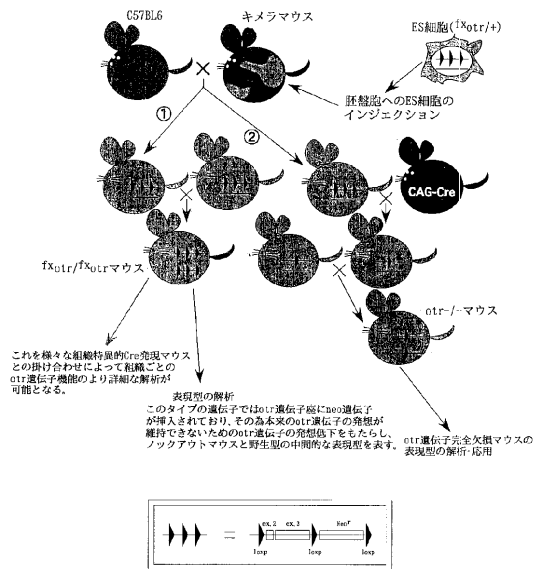 C57BL6
キメラマウス
ES細胞(fxotr/+)
胚盤胞へのES細胞の
インジェクション
①
②
CAG-Cre
fxotr/fxotrマウス
otr-/-マウス
これを様々な組織特異的Cre発現マウス
との掛け合わせによって組織ごとの
otr遺伝子機能のより詳細な解析が
可能となる。
表現型の解析
このタイプの遺伝子ではotr遺伝子座にneo遺伝子
が挿入されており、その為本来のotr遺伝子の発想が
維持できないためのotr遺伝子の発想低下をもたらし、
ノックアウトマウスと野生型の中間的な表現型を表す。
otr遺伝子完全欠損マウスの
表現型の解析・応用
= ex.2 ex.3 Neoʳ
loxp loxp loxp